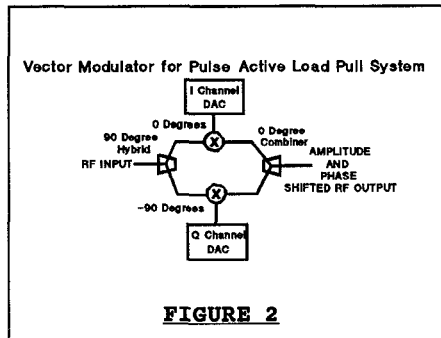 Vector Modulator for Pulse Active Load Pull System
I Channel
DAC
0 Degrees
90 Degree
Hybrid
0 Degree
Combiner
RF INPUT
X
AMPLITUDE
AND
PHASE
SHIFTED RF OUTPUT
X
-90 Degrees
Q Channel
DAC
FIGURE 2